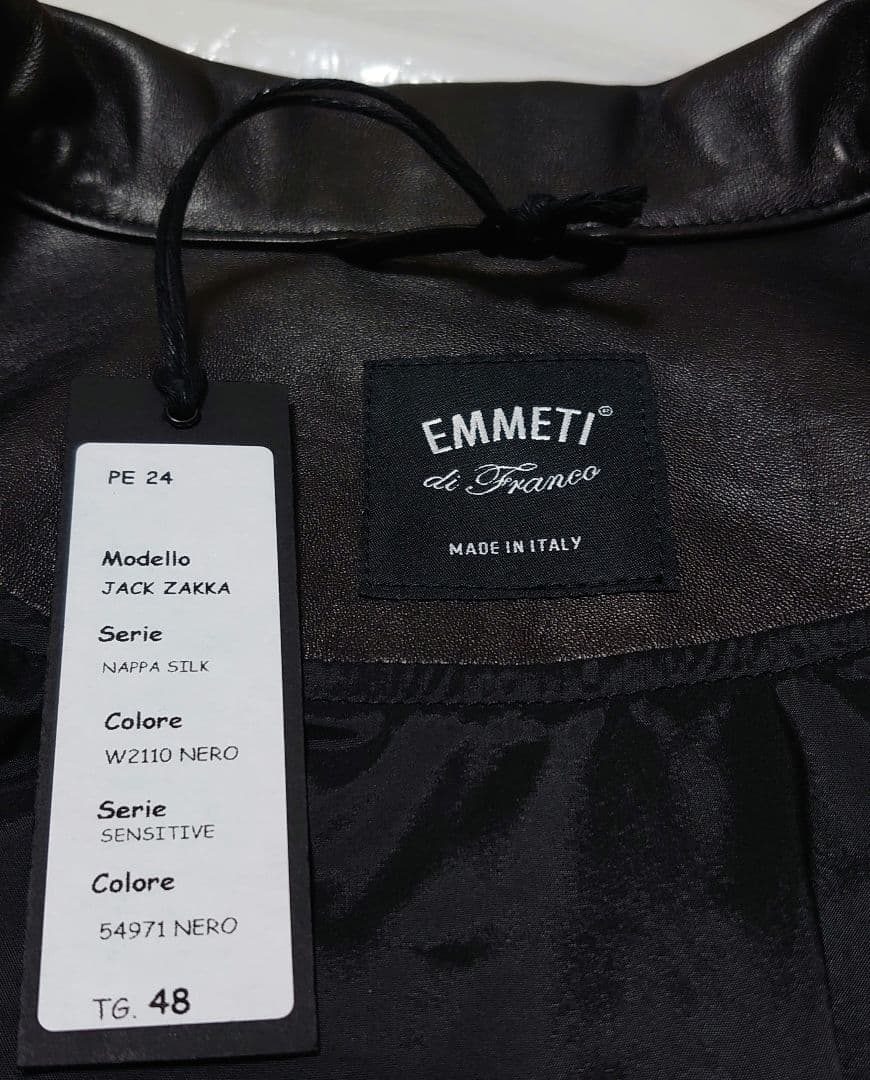 PE 24
Modello
JACK ZAKKA
Serie
NAPPA SILK
Colore
W2110 NERO
Serie
SENSITIVE
Colore
54971 NERO
TG. 48
EMMETI®
di Franco
MADE IN ITALY